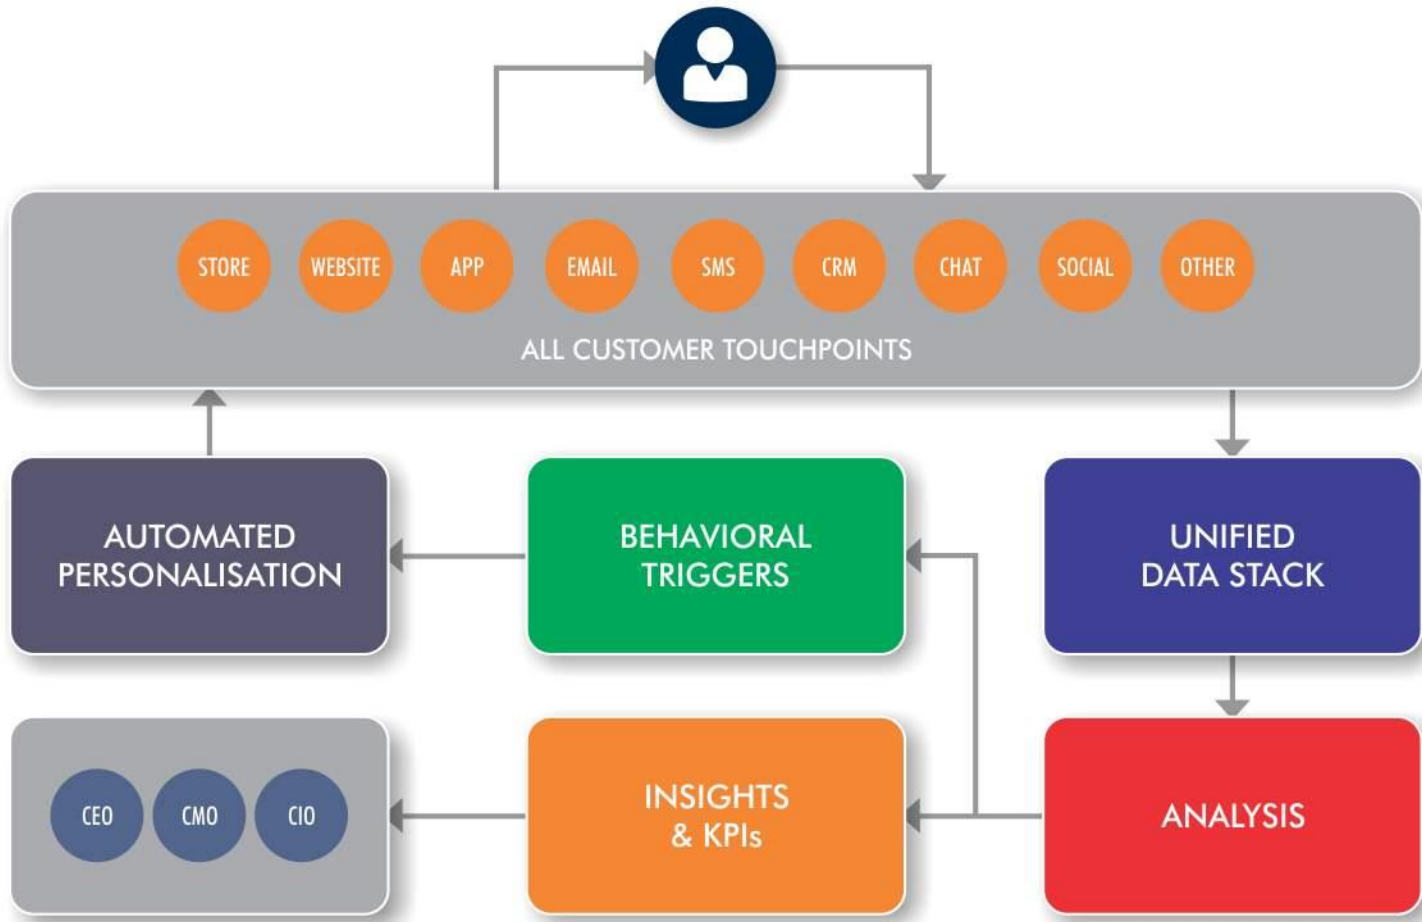 STORE
WEBSITE
APP
EMAIL
SMS
CRM
CHAT
SOCIAL
OTHER
ALL CUSTOMER TOUCHPOINTS
AUTOMATED
PERSONALISATION
BEHAVIORAL
TRIGGERS
UNIFIED
DATA STACK
CEO
CMO
CIO
INSIGHTS
& KPIs
ANALYSIS